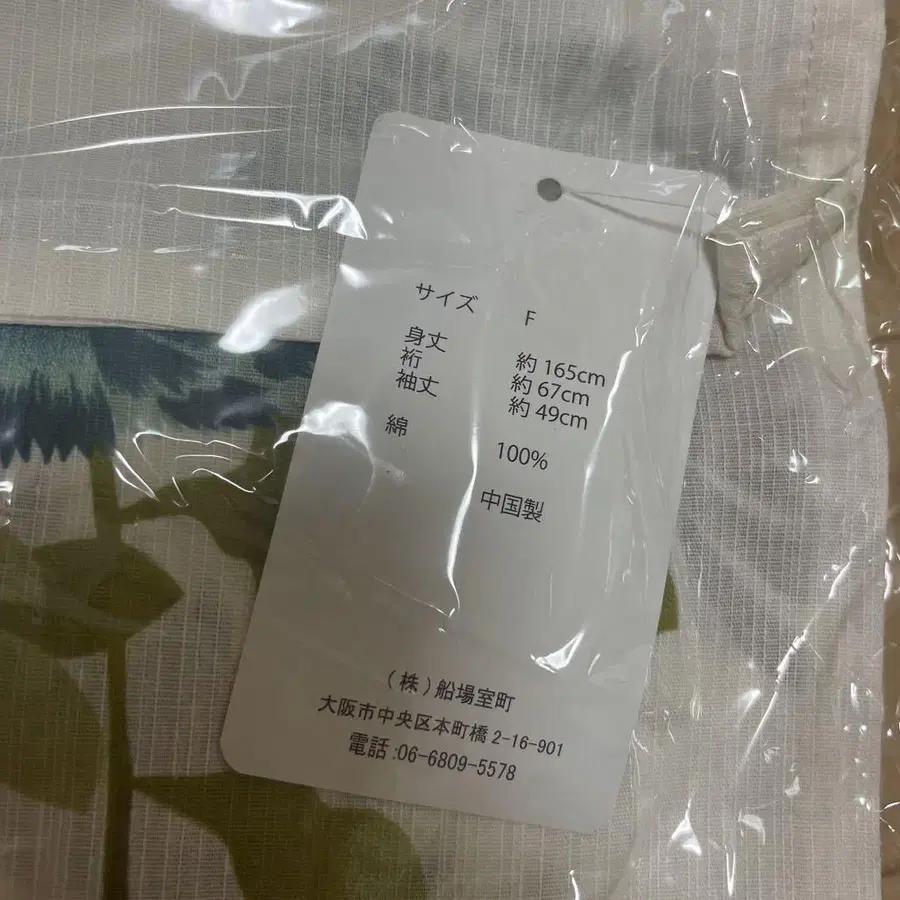 サイズ F
身丈 約 165cm
裄 約 67cm
袖丈 約 49cm
綿 100%
中国製
(株)船場室町
大阪市中央区本町橋 2-16-901
電話 :06-6809-5578